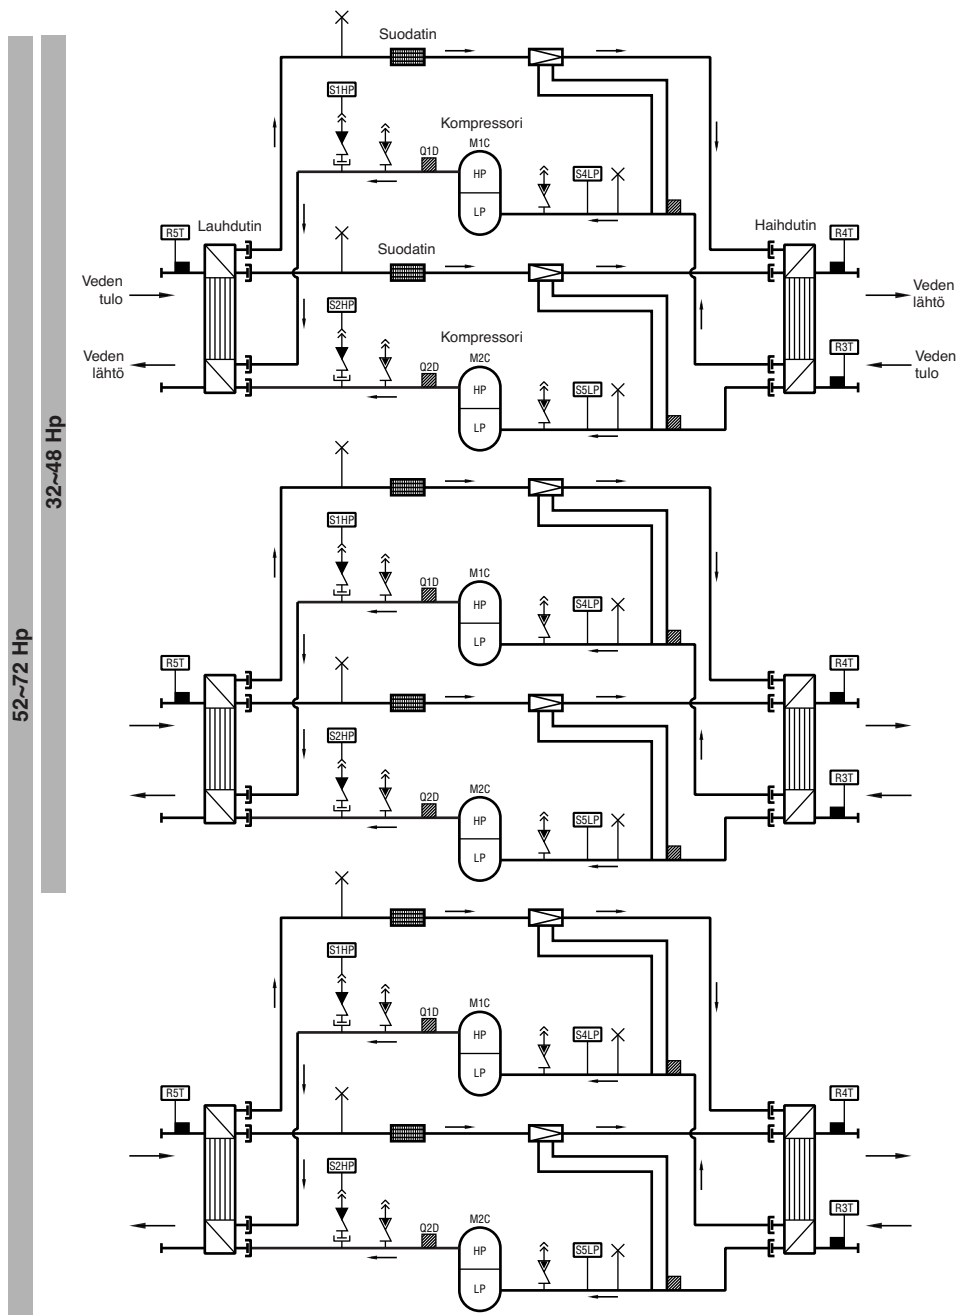 Suodatin
S1HP
Kompressori
Q1D
M1C
HP
LP
S4LP
Lauhdutin
Haihdutin
R5T
R4T
Suodatin
Veden
tulo
Veden
lähtö
S2HP
Kompressori
M2C
Q2D
HP
LP
S5LP
R3T
Veden
lähtö
Veden
tulo
32~48 Hp
S1HP
Q1D
M1C
HP
LP
S4LP
R5T
R4T
52~72 Hp
S2HP
Q2D
M2C
HP
LP
S5LP
R3T
S1HP
Q1D
M1C
HP
LP
S4LP
R5T
R4T
S2HP
Q2D
M2C
HP
LP
S5LP
R3T